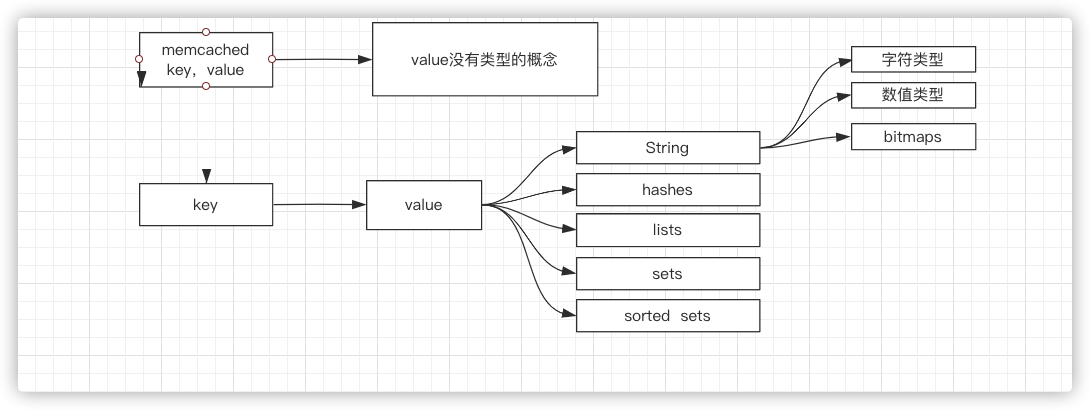 memcached
key，value
value没有类型的概念
key
value
String
hashes
lists
sets
sorted sets
字符类型
数值类型
bitmaps